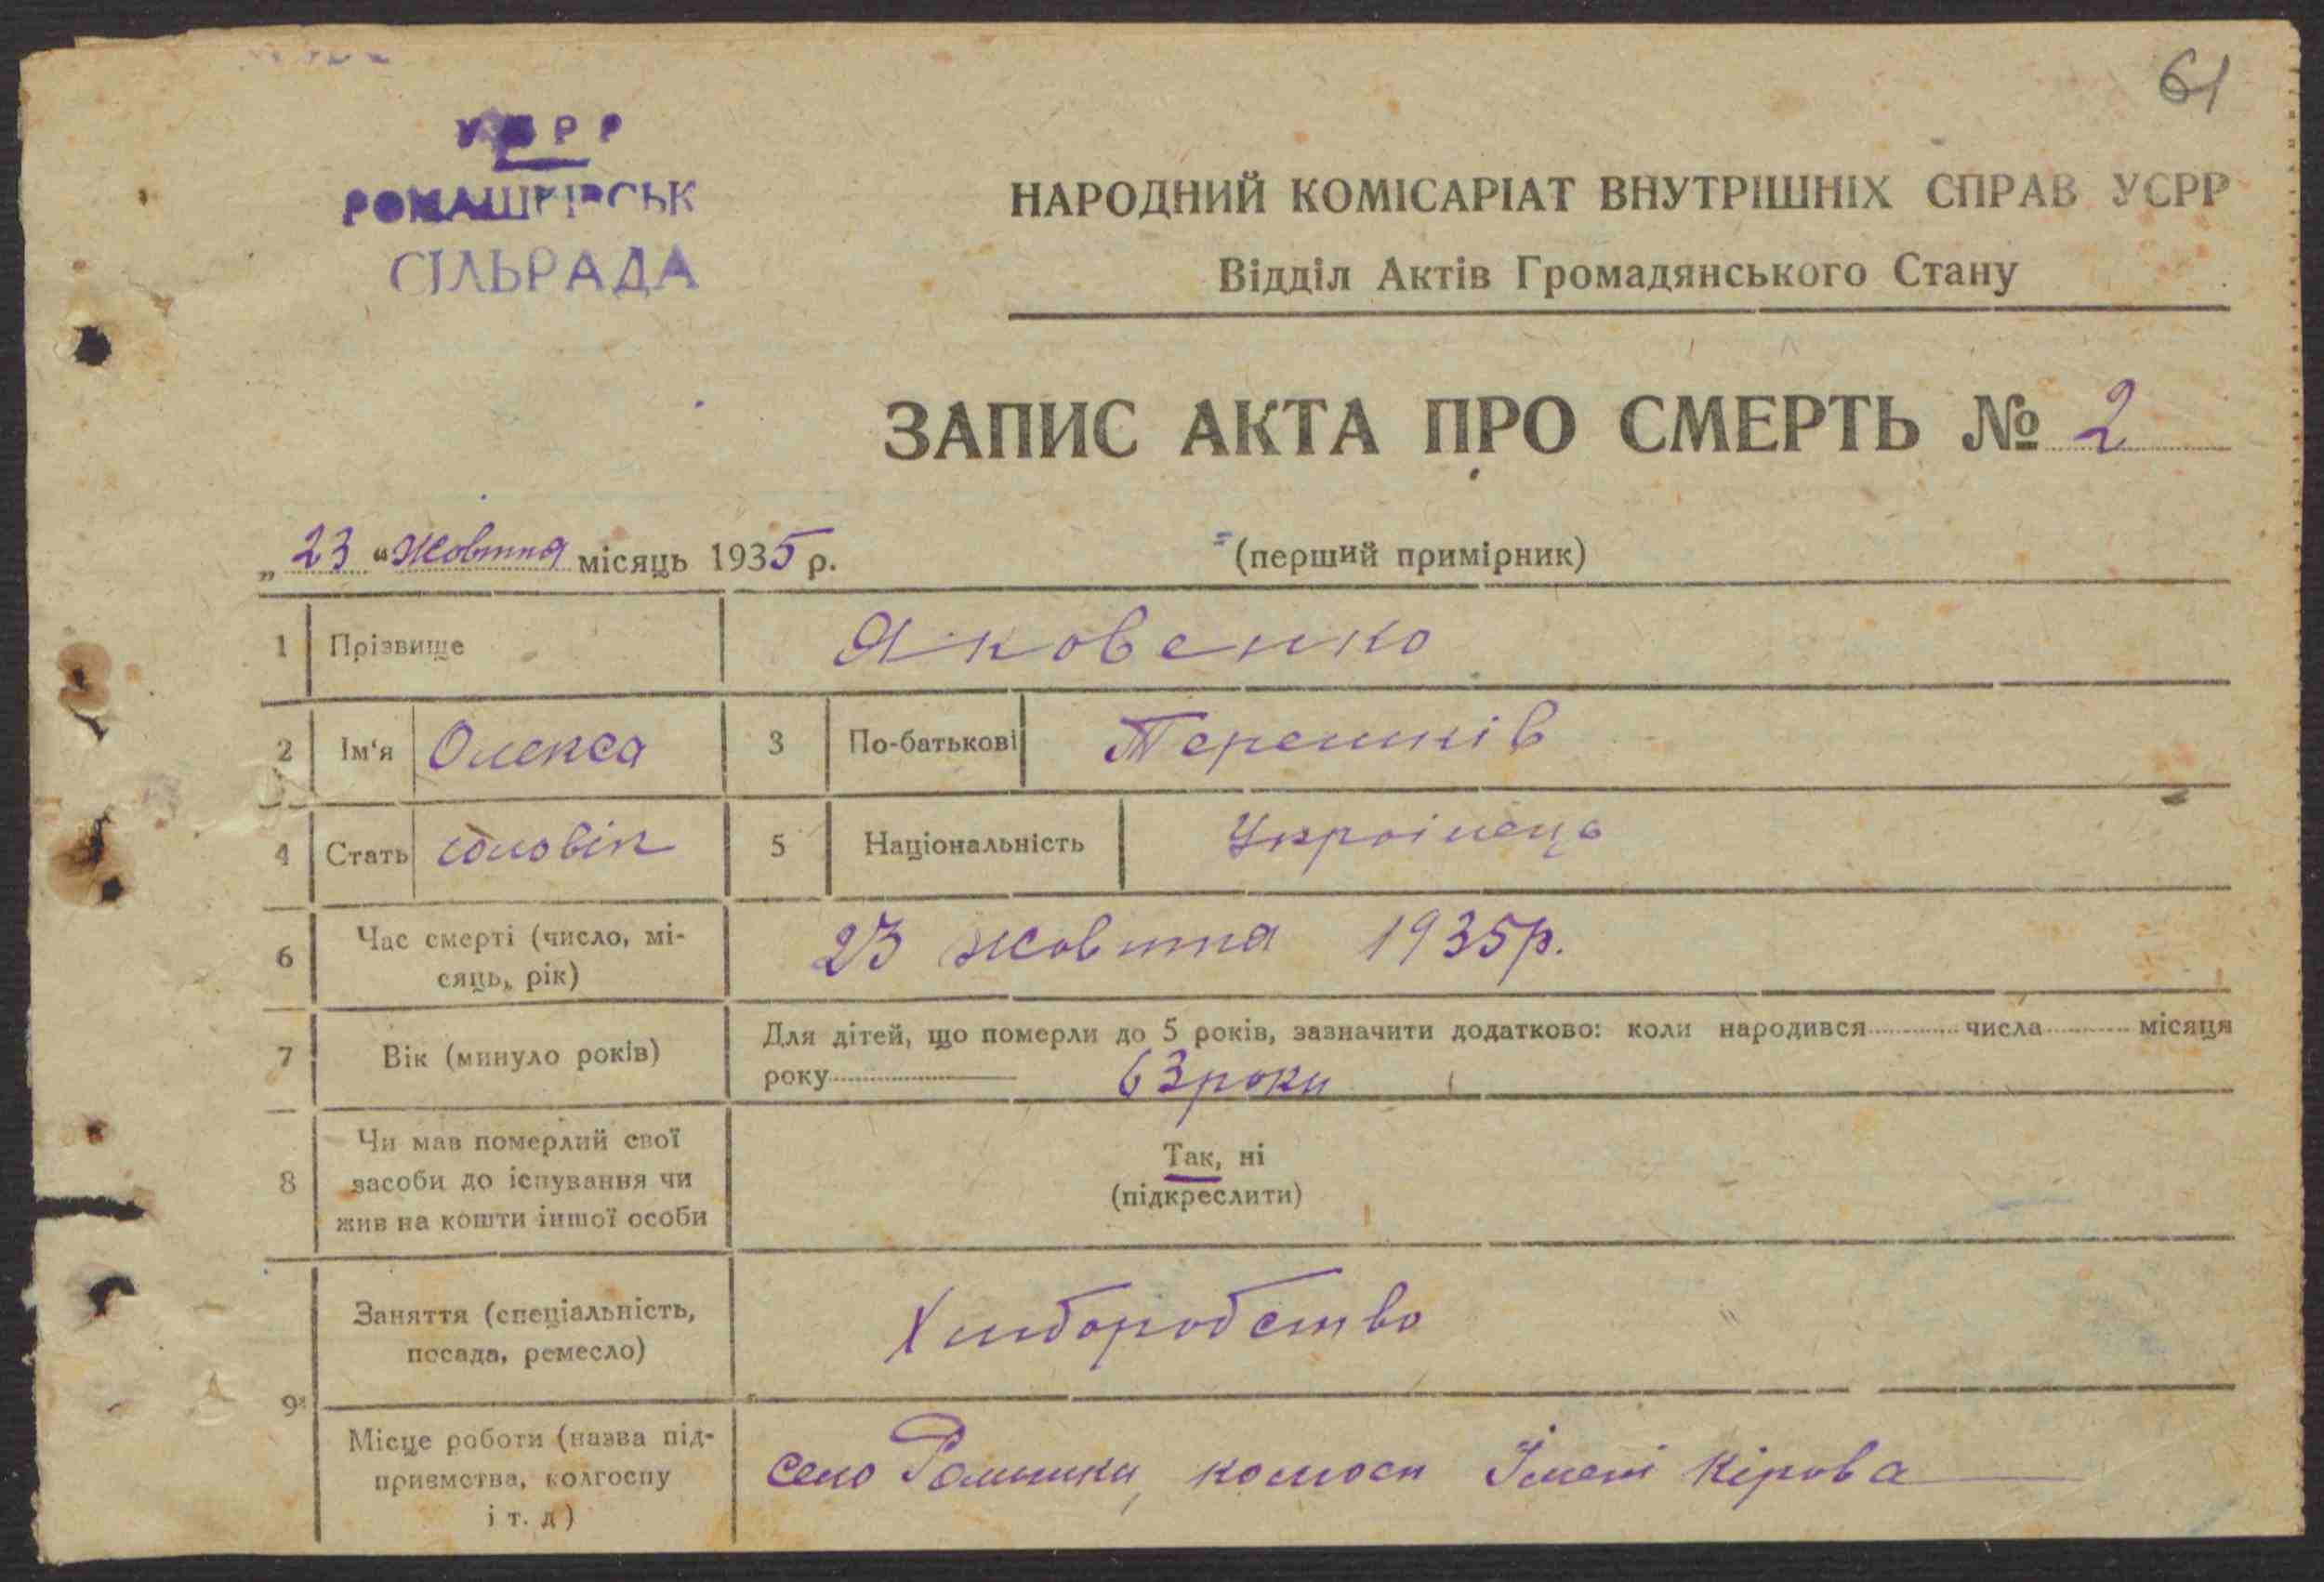 61
УСРР
РОМАШКІВСЬК
СІЛЬРАДА
НАРОДНИЙ КОМІСАРІАТ ВНУТРІШНІХ СПРАВ УСРР
Відділ Актів Громадянського Стану
ЗАПИС АКТА ПРО СМЕРТЬ № 2
„ 23 “ Жовтня місяць 1935 р.
(перший примірник)
1 Прізвище Яковенко
2 Ім‘я Олекса 3 По-батькові
4 Стать чоловік 5 Національність Українець
6 Час смерті (число, мі-
сяць, рік) 23 жовтня 1935р.
7 Вік (минуло років) Для дітей, що померли до 5 років, зазначити додатково: коли народився числа місяця
року 63 роки
8 Чи мав померлий свої
засоби до існування чи
жив на кошти іншої особи
Так, ні
(підкреслити)
9 Заняття (спеціальність,
посада, ремесло) Хліборобство
Місце роботи (назва під-
приємства, колгоспу
і т. д) село Ромашки, колгосп Імені Кірова